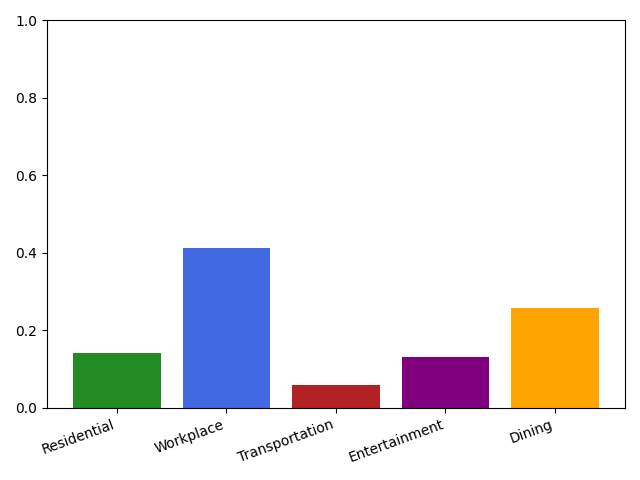 1.0
0.8
0.6
0.4
0.2
0.0
Residential
Workplace
Transportation
Entertainment
Dining